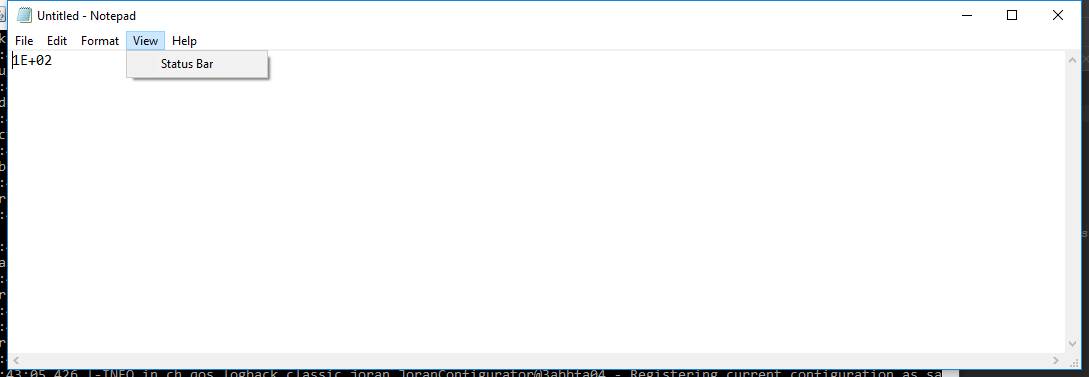 Untitled - Notepad
File Edit Format View Help
1E+02
Status Bar
:43:05,426 |-INFO in ch.qos.logback.classic.joran.JoranConfigurator@3abbfa04 - Registering current configuration as sa